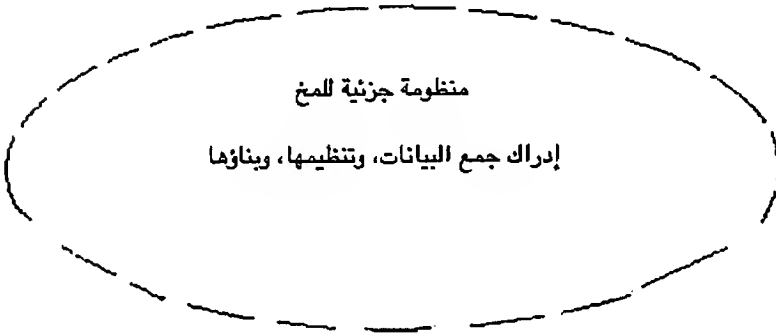 منظومة جزئية للمخ
إدراك جمع البيانات، وتنظيمها، وبناؤها